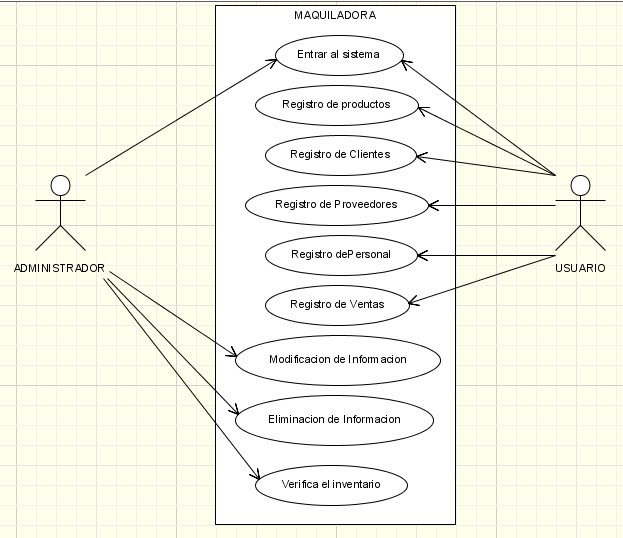 MAQUILADORA
Entrar al sistema
Registro de productos
Registro de Clientes
Registro de Proveedores
Registro dePersonal
Registro de Ventas
Modificacion de Informacion
Eliminacion de Informacion
Verifica el inventario
ADMINISTRADOR
USUARIO